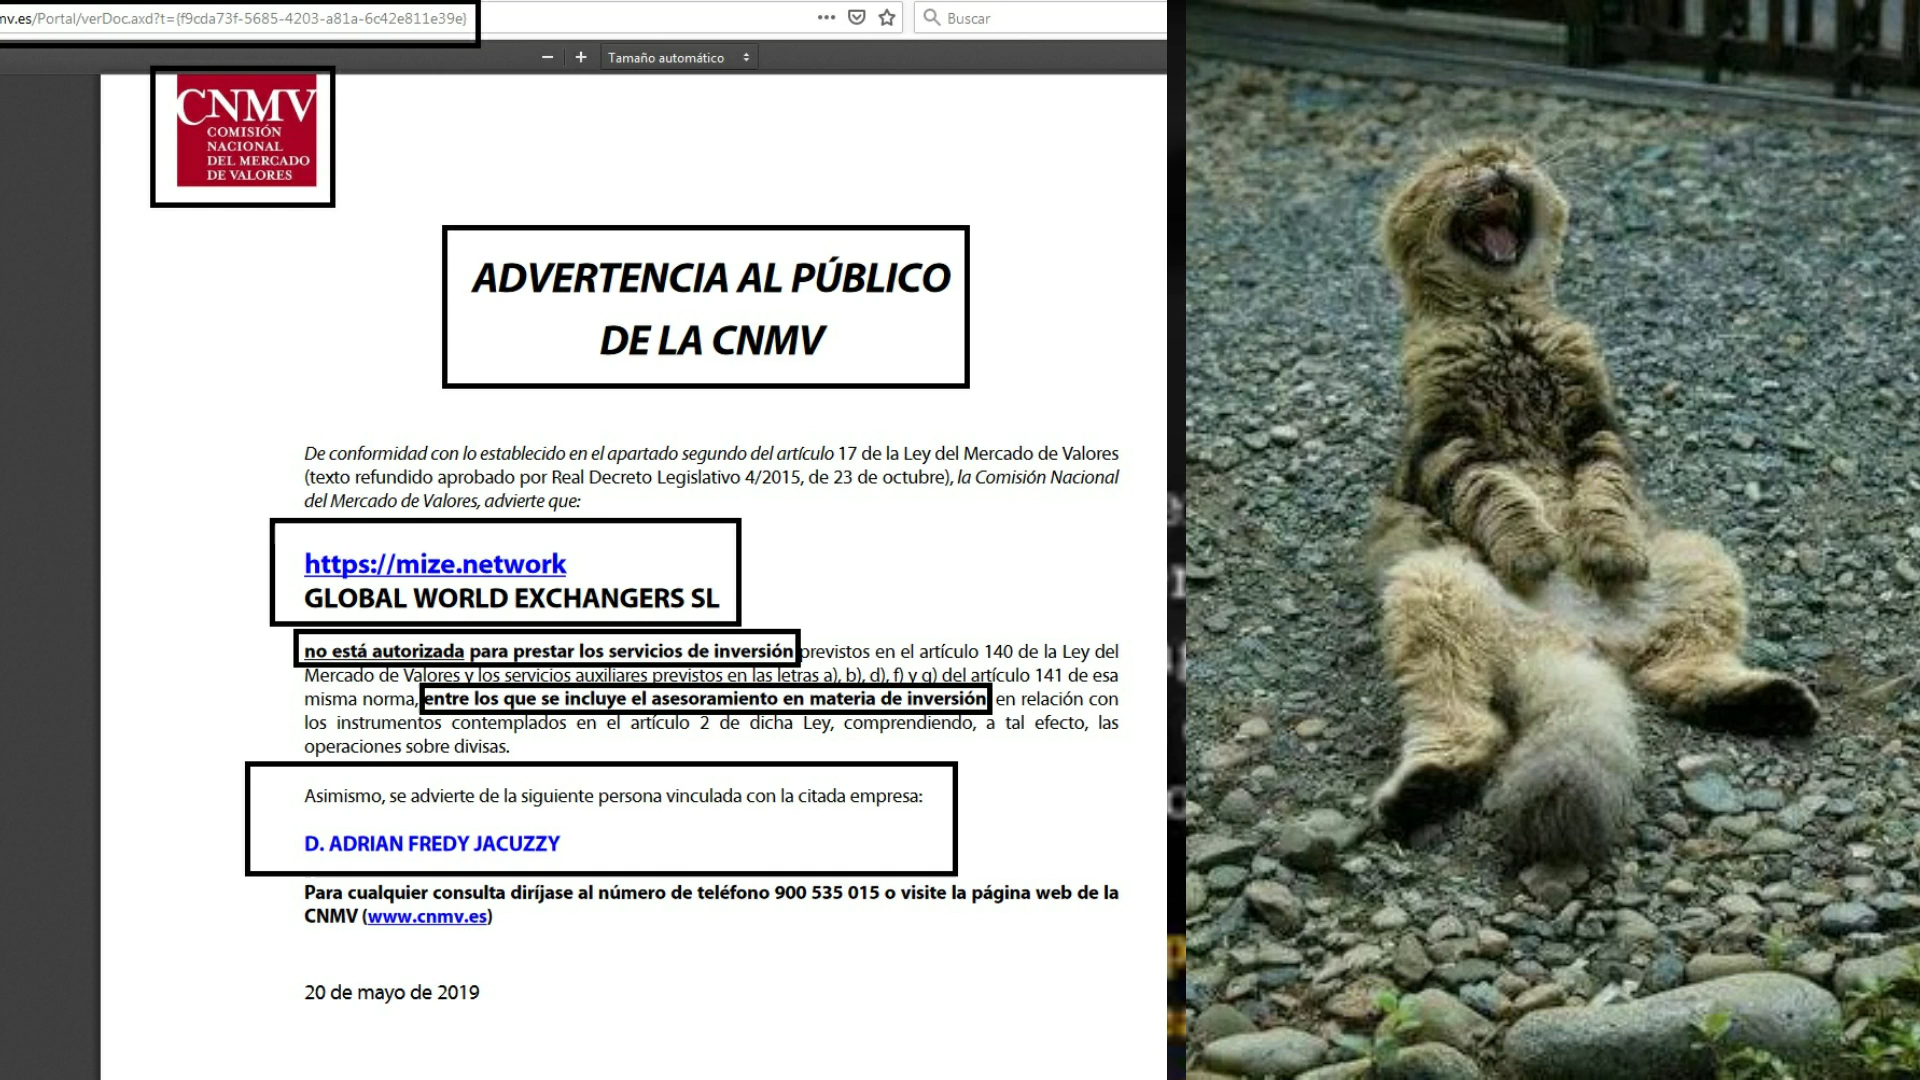 mv.es/Portal/verDoc.axd?t={f9cda73f-5685-4203-a81a-6c42e811e39e}
Buscar
Tamaño automático
CNMV
COMISIÓN
NACIONAL
DEL MERCADO
DE VALORES
ADVERTENCIA AL PÚBLICO
DE LA CNMV
De conformidad con lo establecido en el apartado segundo del artículo 17 de la Ley del Mercado de Valores
(texto refundido aprobado por Real Decreto Legislativo 4/2015, de 23 de octubre), la Comisión Nacional
del Mercado de Valores, advierte que:
https://mize.network
GLOBAL WORLD EXCHANGERS SL
no está autorizada para prestar los servicios de inversión previstos en el artículo 140 de la Ley del
Mercado de Valores y los servicios auxiliares previstos en las letras a), b), d), f) y g) del artículo 141 de esa
misma norma, entre los que se incluye el asesoramiento en materia de inversión en relación con
los instrumentos contemplados en el artículo 2 de dicha Ley, comprendiendo, a tal efecto, las
operaciones sobre divisas.
Asimismo, se advierte de la siguiente persona vinculada con la citada empresa:
D. ADRIAN FREDY JACUZZY
Para cualquier consulta diríjase al número de teléfono 900 535 015 o visite la página web de la
CNMV (www.cnmv.es)
20 de mayo de 2019